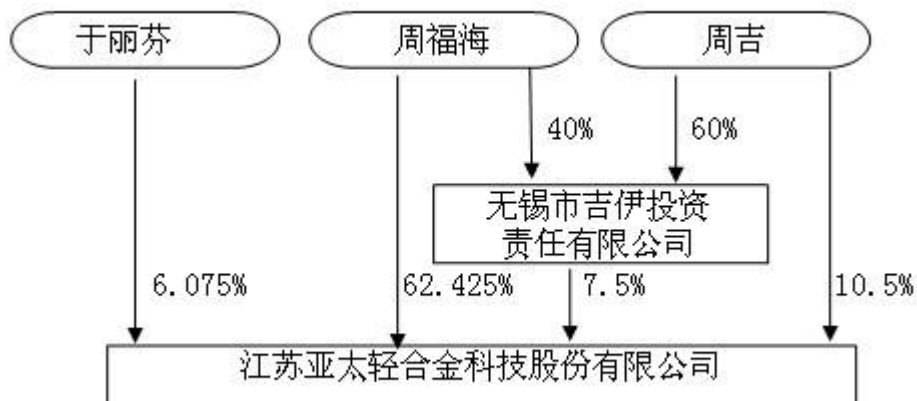 于丽芬
周福海
周吉
40%
60%
无锡市吉伊投资
责任有限公司
6.075%
62.425%
7.5%
10.5%
江苏亚太轻合金科技股份有限公司